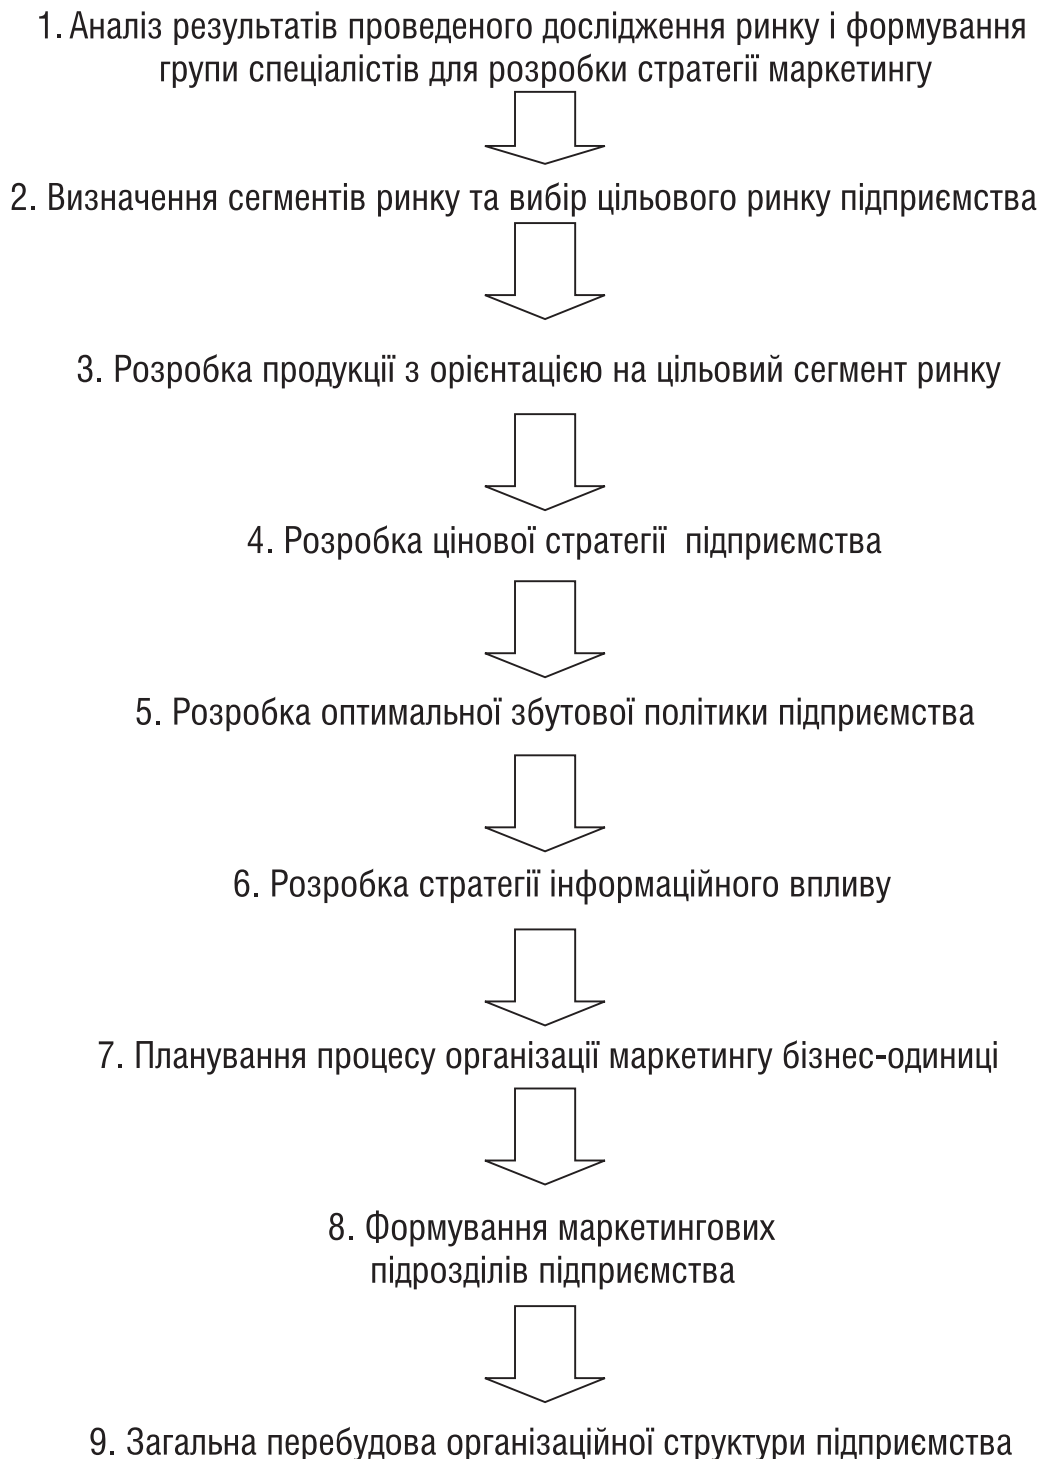 1. Аналіз результатів проведеного дослідження ринку і формування
групи спеціалістів для розробки стратегії маркетингу
2. Визначення сегментів ринку та вибір цільового ринку підприємства
3. Розробка продукції з орієнтацією на цільовий сегмент ринку
4. Розробка цінової стратегії підприємства
5. Розробка оптимальної збутової політики підприємства
6. Розробка стратегії інформаційного впливу
7. Планування процесу організації маркетингу бізнес-одиниці
8. Формування маркетингових
підрозділів підприємства
9. Загальна перебудова організаційної структури підприємства